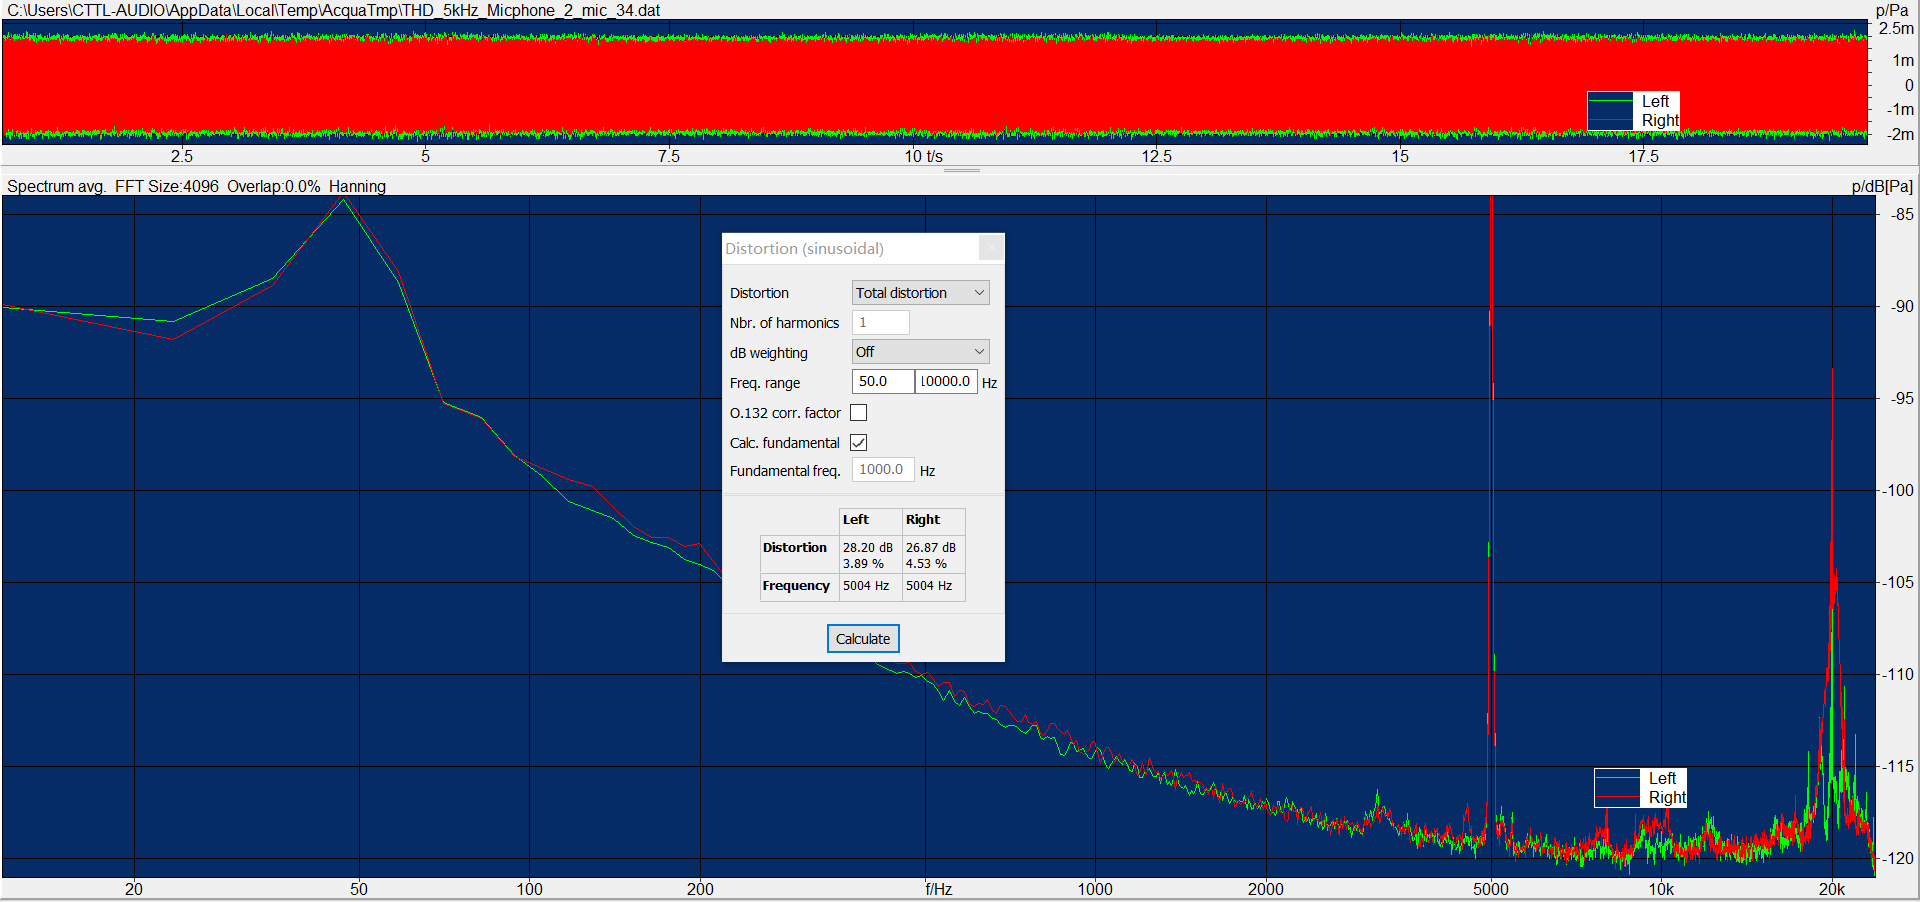 C:\Users\CTTL-AUDIO\AppData\Local\Temp\AcquaTmp\THD_5kHz_Micphone_2_mic_34.dat
p/Pa
2.5m
1m
0
-1m
-2m
Left
Right
2.5 5 7.5 10 t/s 12.5 15 17.5
Spectrum avg. FFT Size:4096 Overlap:0.0% Hanning
p/dB[Pa]
-85
-90
-95
-100
-105
-110
-115
-120
Distortion (sinusoidal)
Distortion Total distortion
Nbr. of harmonics 1
dB weighting Off
Freq. range 50.0 10000.0 Hz
O.132 corr. factor
Calc. fundamental
Fundamental freq. 1000.0 Hz
Left Right
Distortion 28.20 dB 26.87 dB
3.89 % 4.53 %
Frequency 5004 Hz 5004 Hz
Calculate
Left
Right
20 50 100 200 f/Hz 1000 2000 5000 10k 20k